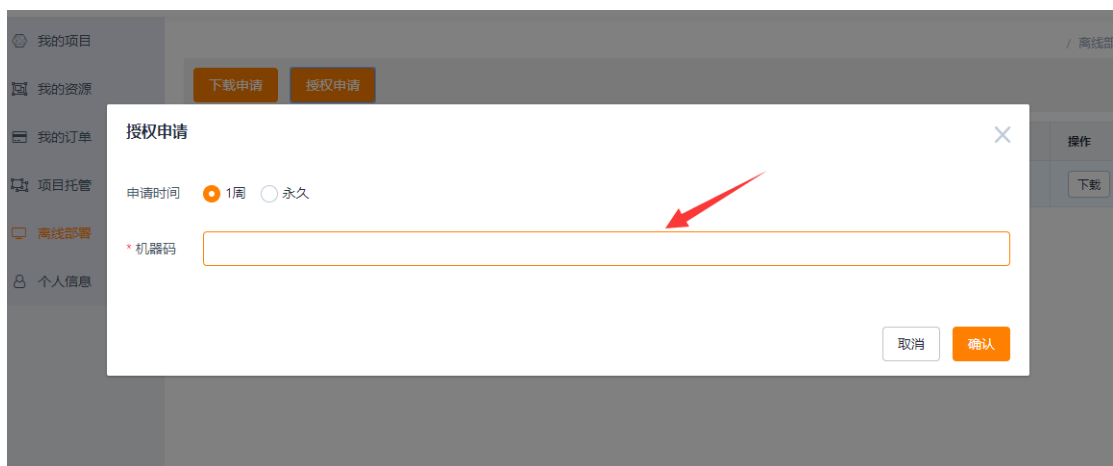 我的项目
/ 离线部
我的资源
下载申请 授权申请
我的订单
授权申请
操作
项目托管
申请时间 1周 永久
下载
离线部署
* 机器码
个人信息
取消 确认